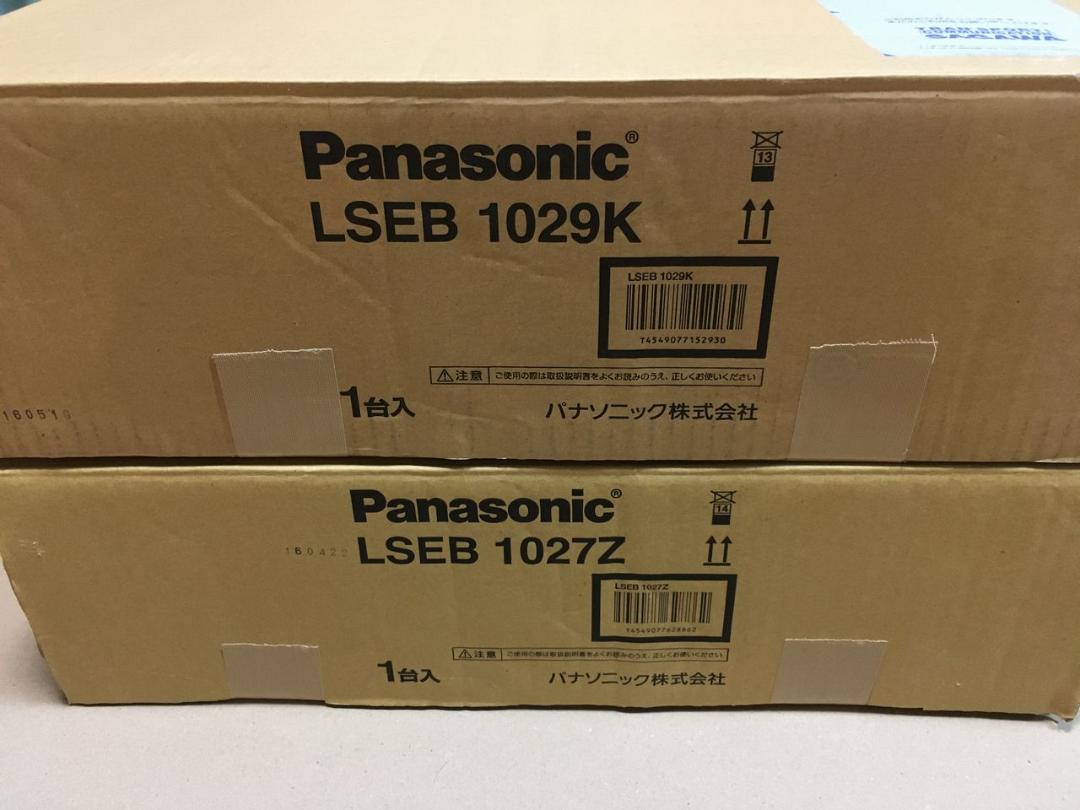 SAGAWA
Panasonic®
13
LSEB 1029K
LSEB 1029K
T4549077152930
注意 ご使用の際は取扱説明書をよくお読みのうえ、正しくお使いください
160519
1台入
パナソニック株式会社
Panasonic®
14
160422
LSEB 1027Z
LSEB 1027Z
T4549077628862
注意 ご使用の際は取扱説明書をよくお読みのうえ、正しくお使いください
1台入
パナソニック株式会社